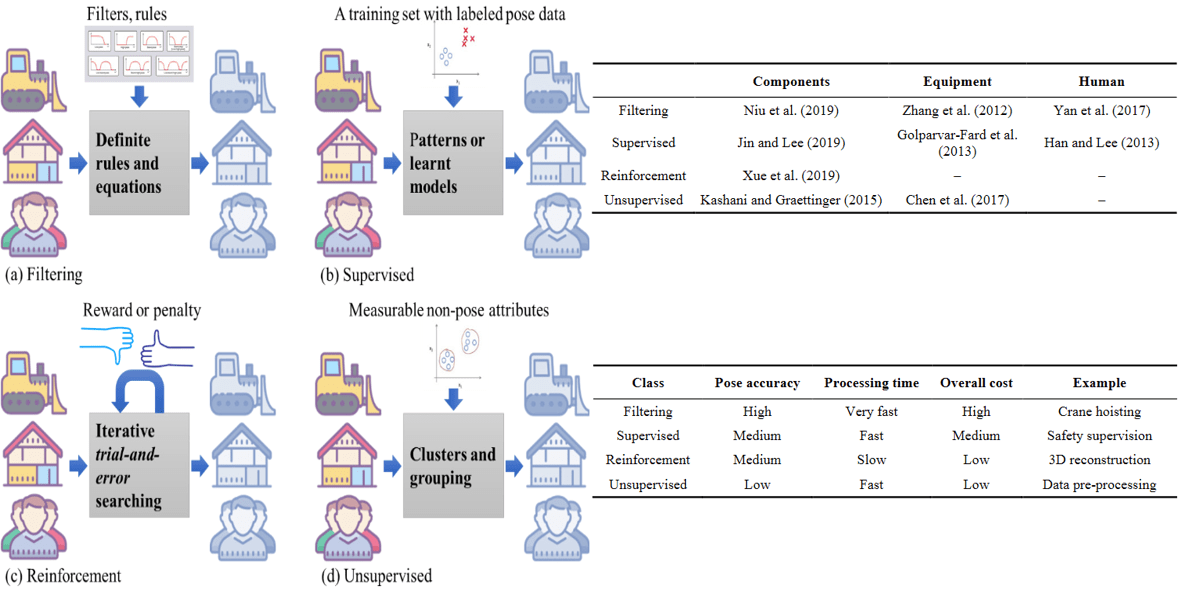 Filters, rules
Definite
rules and
equations
(a) Filtering
A training set with labeled pose data
Patterns or
learnt
models
(b) Supervised
Components Equipment Human
Filtering Niu et al. (2019) Zhang et al. (2012) Yan et al. (2017)
Supervised Jin and Lee (2019) Golparvar-Fard et al. (2013) Han and Lee (2013)
Reinforcement Xue et al. (2019) – –
Unsupervised Kashani and Graettinger (2015) Chen et al. (2017) –
Reward or penalty
Iterative
trial-and-
error
searching
(c) Reinforcement
Measurable non-pose attributes
Clusters and
grouping
(d) Unsupervised
Class Pose accuracy Processing time Overall cost Example
Filtering High Very fast High Crane hoisting
Supervised Medium Fast Medium Safety supervision
Reinforcement Medium Slow Low 3D reconstruction
Unsupervised Low Fast Low Data pre-processing